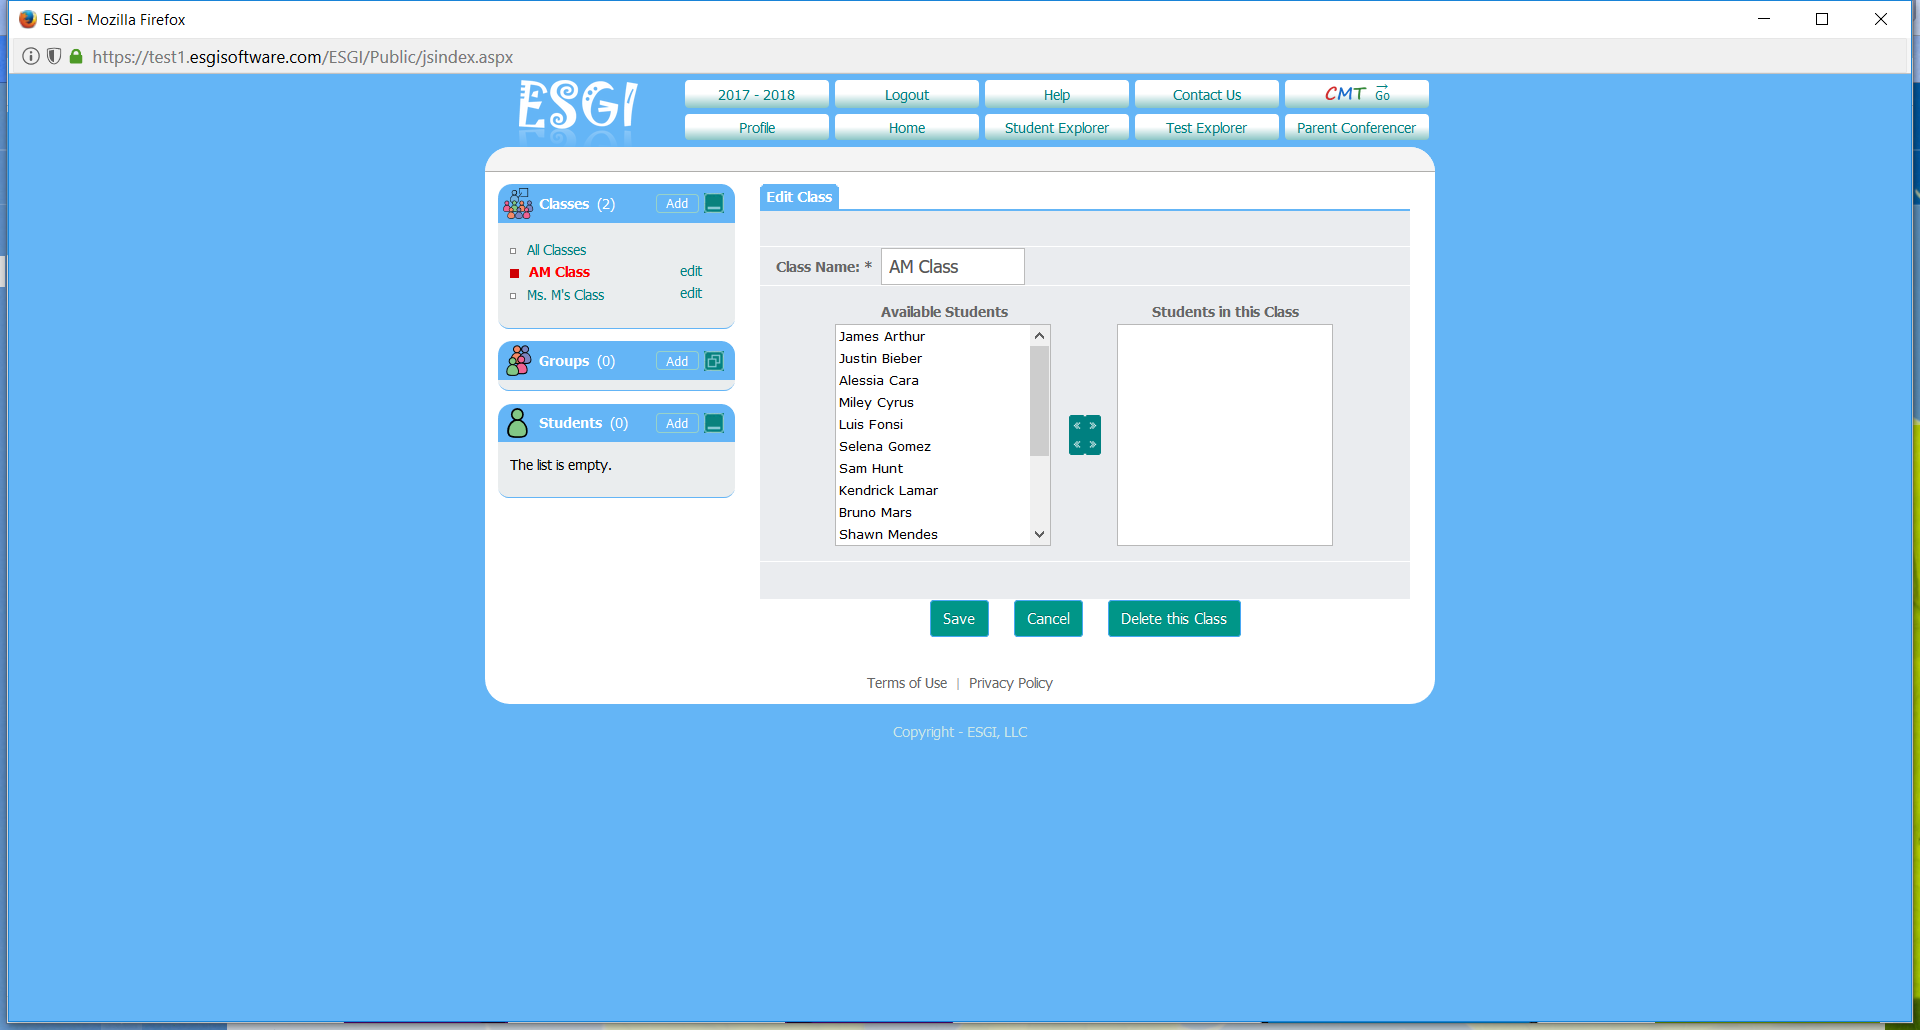 ESGI - Mozilla Firefox
https://test1.esgisoftware.com/ESGI/Public/jsindex.aspx
ESGI
2017 - 2018 Logout Help Contact Us CMT Go
Profile Home Student Explorer Test Explorer Parent Conferencer
Classes (2) Add
All Classes
AM Class edit
Ms. M's Class edit
Groups (0) Add
Students (0) Add
The list is empty.
Edit Class
Class Name: * AM Class
Available Students
James Arthur
Justin Bieber
Alessia Cara
Miley Cyrus
Luis Fonsi
Selena Gomez
Sam Hunt
Kendrick Lamar
Bruno Mars
Shawn Mendes
Students in this Class
Save Cancel Delete this Class
Terms of Use | Privacy Policy
Copyright - ESGI, LLC